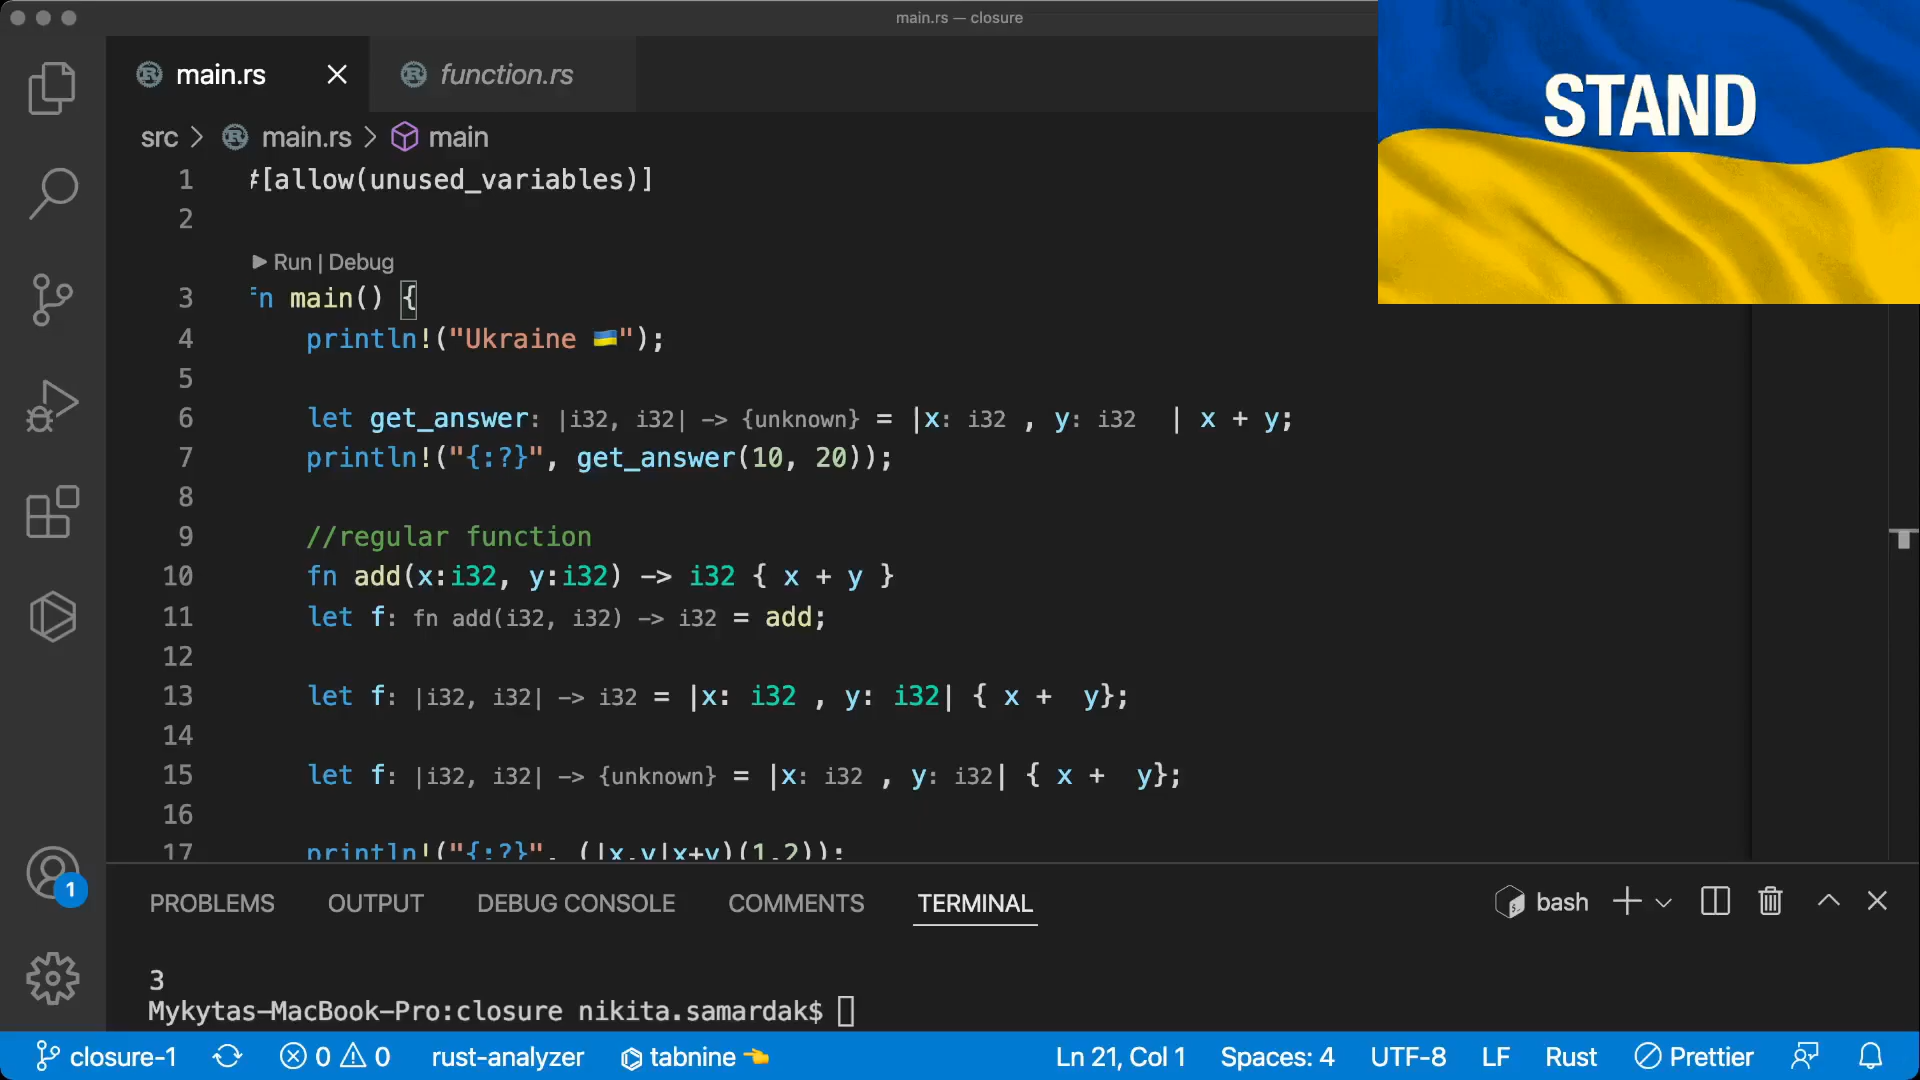 main.rs — closure
main.rs
function.rs
src > main.rs > main
STAND
1 #[allow(unused_variables)]
2
Run | Debug
3 fn main() {
4 println!("Ukraine 🇺🇦");
5
6 let get_answer: |i32, i32| -> {unknown} = |x: i32 , y: i32 | x + y;
7 println!("{:?}", get_answer(10, 20));
8
9 //regular function
10 fn add(x:i32, y:i32) -> i32 { x + y }
11 let f: fn add(i32, i32) -> i32 = add;
12
13 let f: |i32, i32| -> i32 = |x: i32 , y: i32| { x + y};
14
15 let f: |i32, i32| -> {unknown} = |x: i32 , y: i32| { x + y};
16
17 println!("{:?}", (|x,y|x+y)(1,2));
1
PROBLEMS OUTPUT DEBUG CONSOLE COMMENTS TERMINAL bash
3
Mykytas-MacBook-Pro:closure nikita.samardak$
closure-1 0 0 rust-analyzer tabnine 👈 Ln 21, Col 1 Spaces: 4 UTF-8 LF Rust Prettier